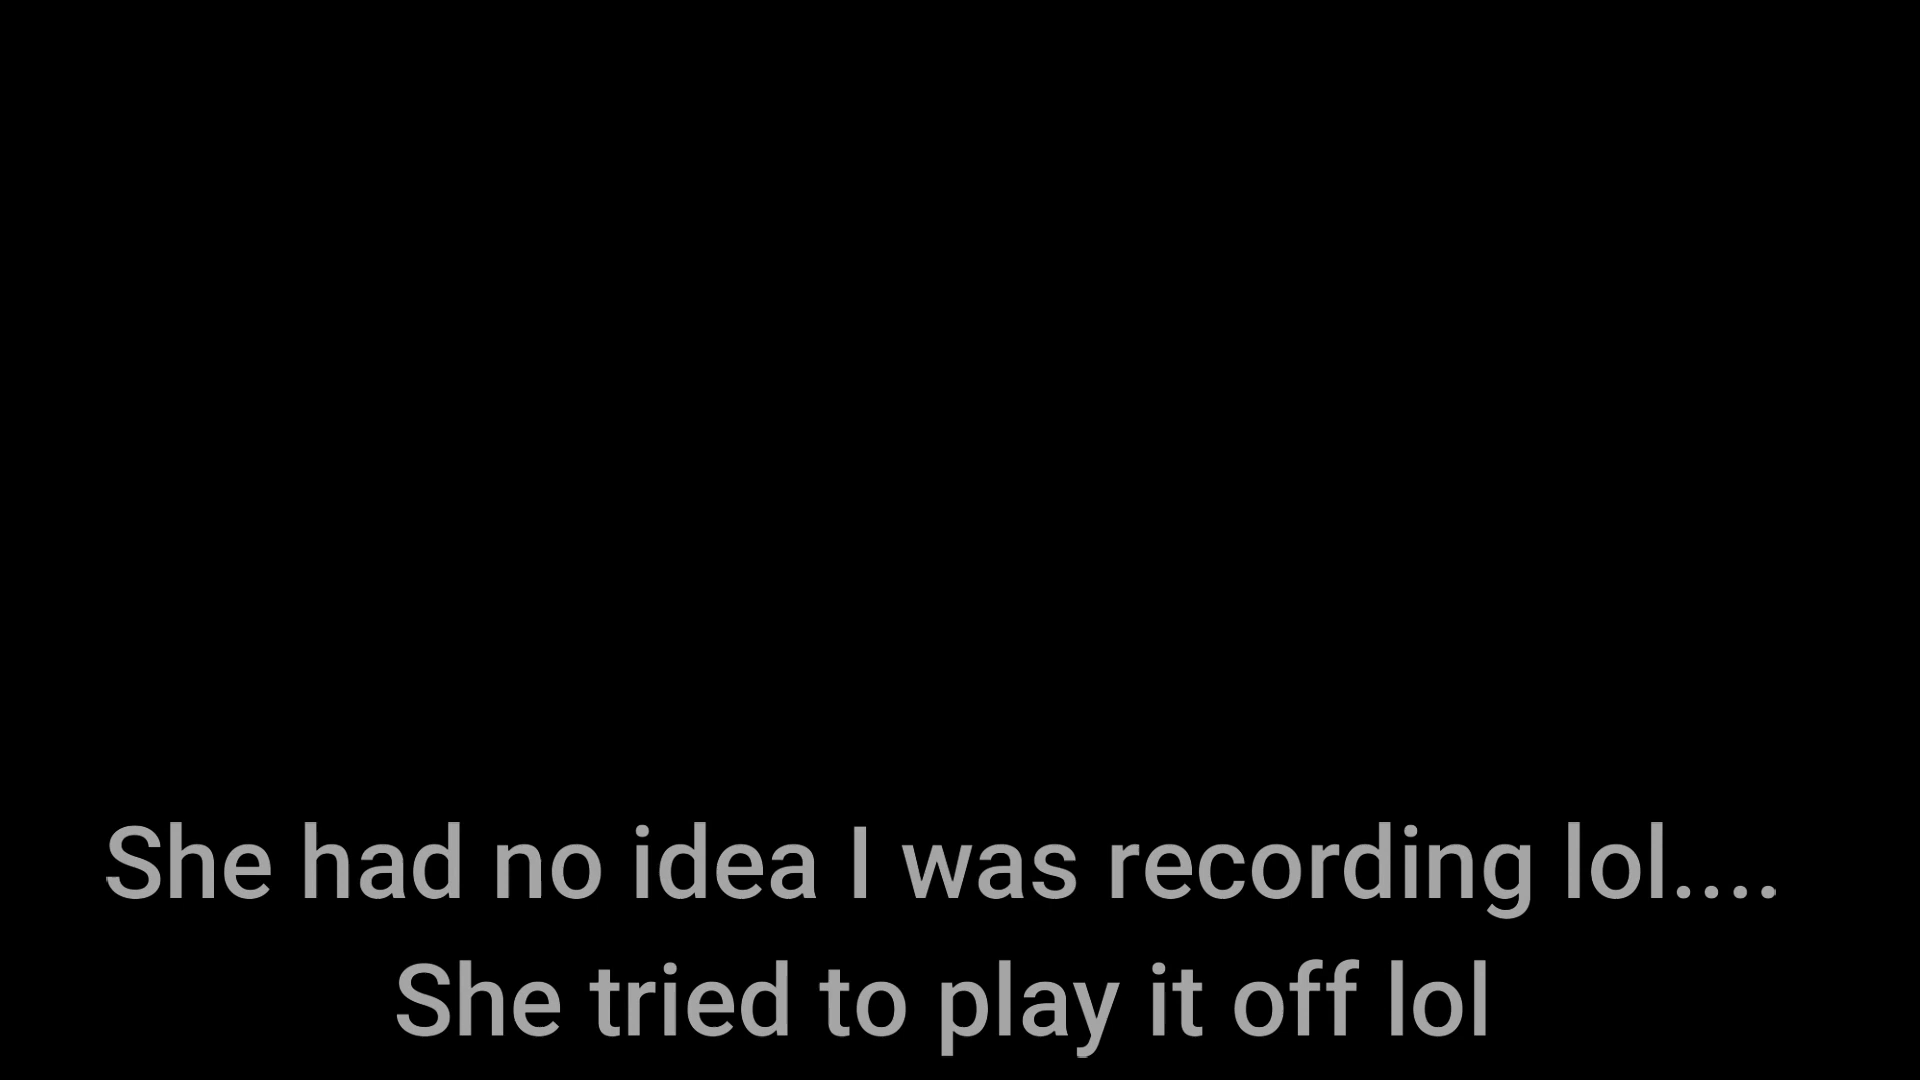 She had no idea I was recording lol....
She tried to play it off lol